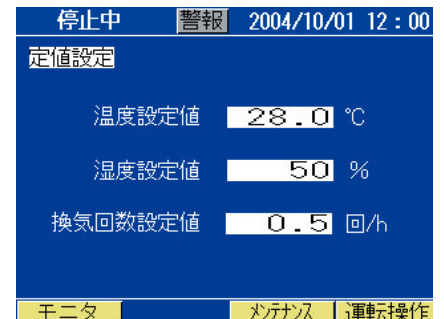 停止中 警報 2004/10/01 12:00
定値設定
温度設定値 28.0 ℃
湿度設定値 50 %
換気回数設定値 0.5 回/h
モニタ メンテナンス 運転操作